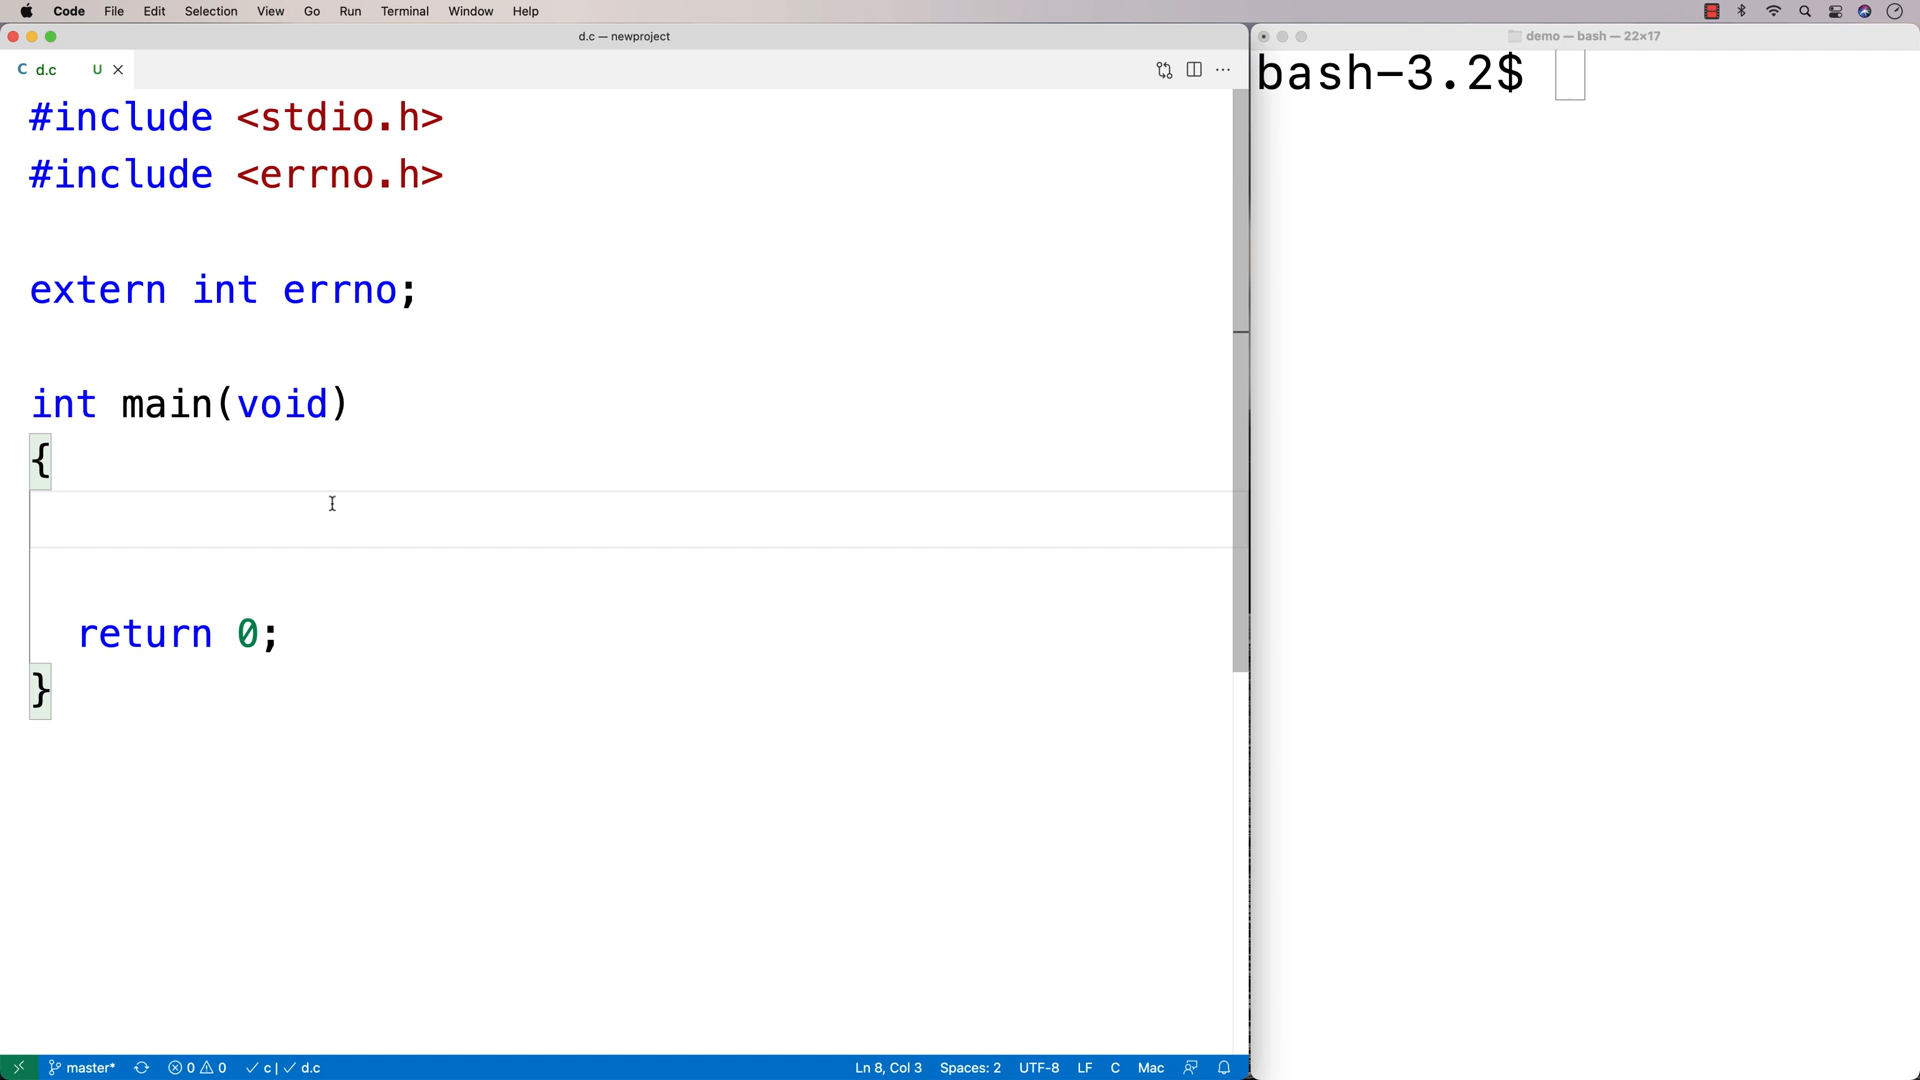 Code File Edit Selection View Go Run Terminal Window Help
d.c — newproject
C d.c U
#include <stdio.h>
#include <errno.h>
extern int errno;
int main(void)
{
return 0;
}
master* 0 0 c | d.c Ln 8, Col 3 Spaces: 2 UTF-8 LF C Mac
demo — bash — 22×17
bash-3.2$